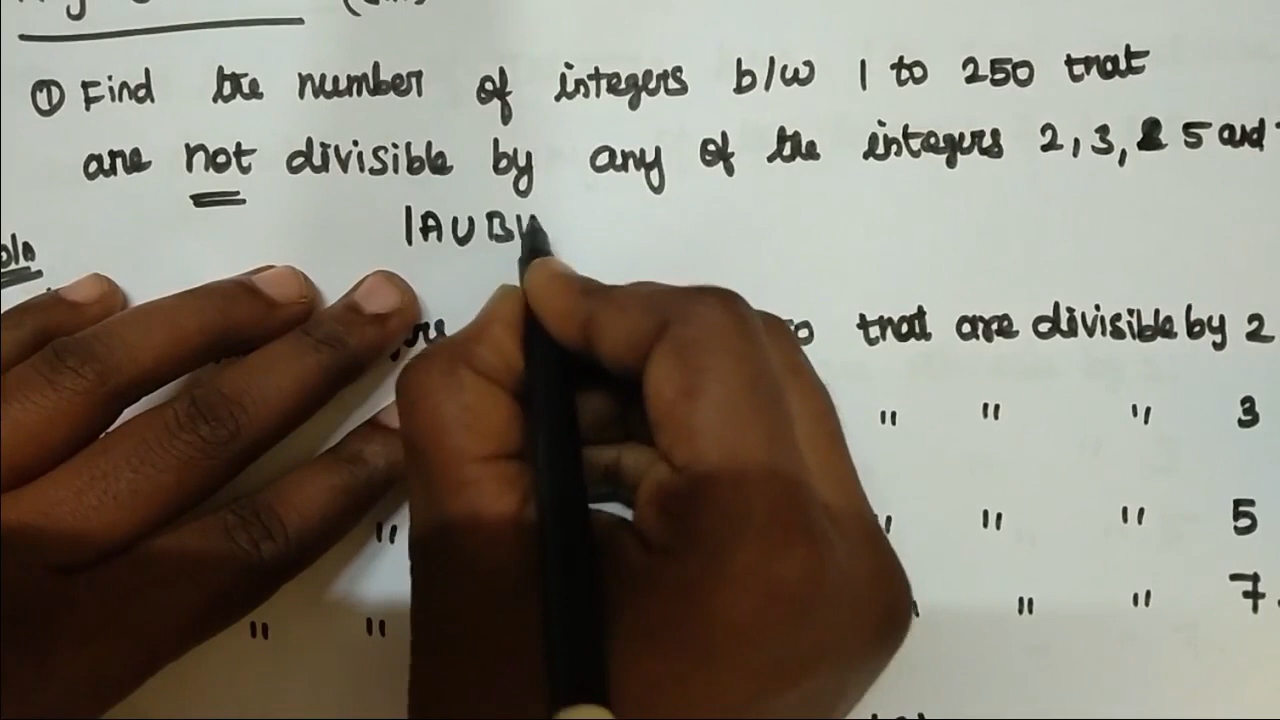 ① Find the number of integers b/w 1 to 250 that
are not divisible by any of the integers 2, 3, 5 and
|A ∪ B
that are divisible by 2
" " " 3
" " " " 5
" " " " 7.